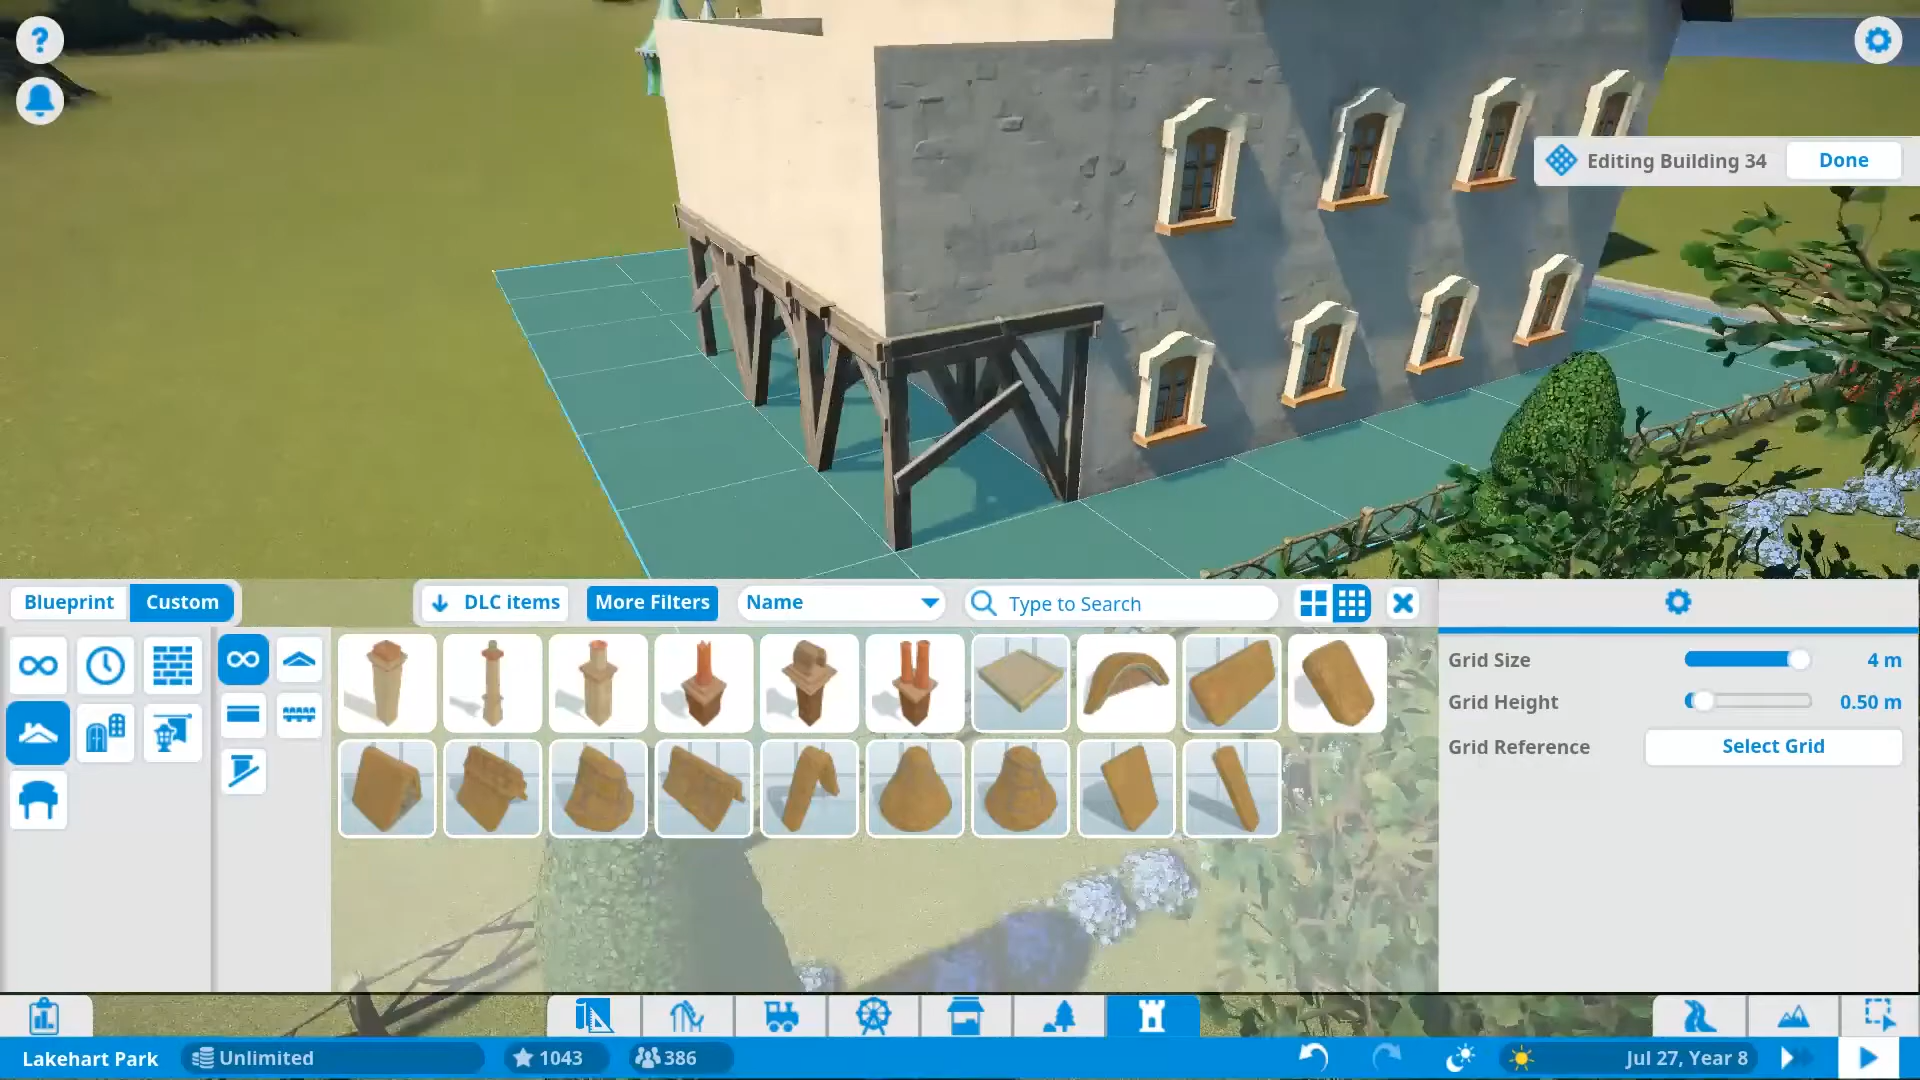 ?
Editing Building 34
Done
Blueprint
Custom
DLC items
More Filters
Name
Type to Search
Grid Size
4 m
Grid Height
0.50 m
Grid Reference
Select Grid
Lakehart Park
Unlimited
1043
386
Jul 27, Year 8